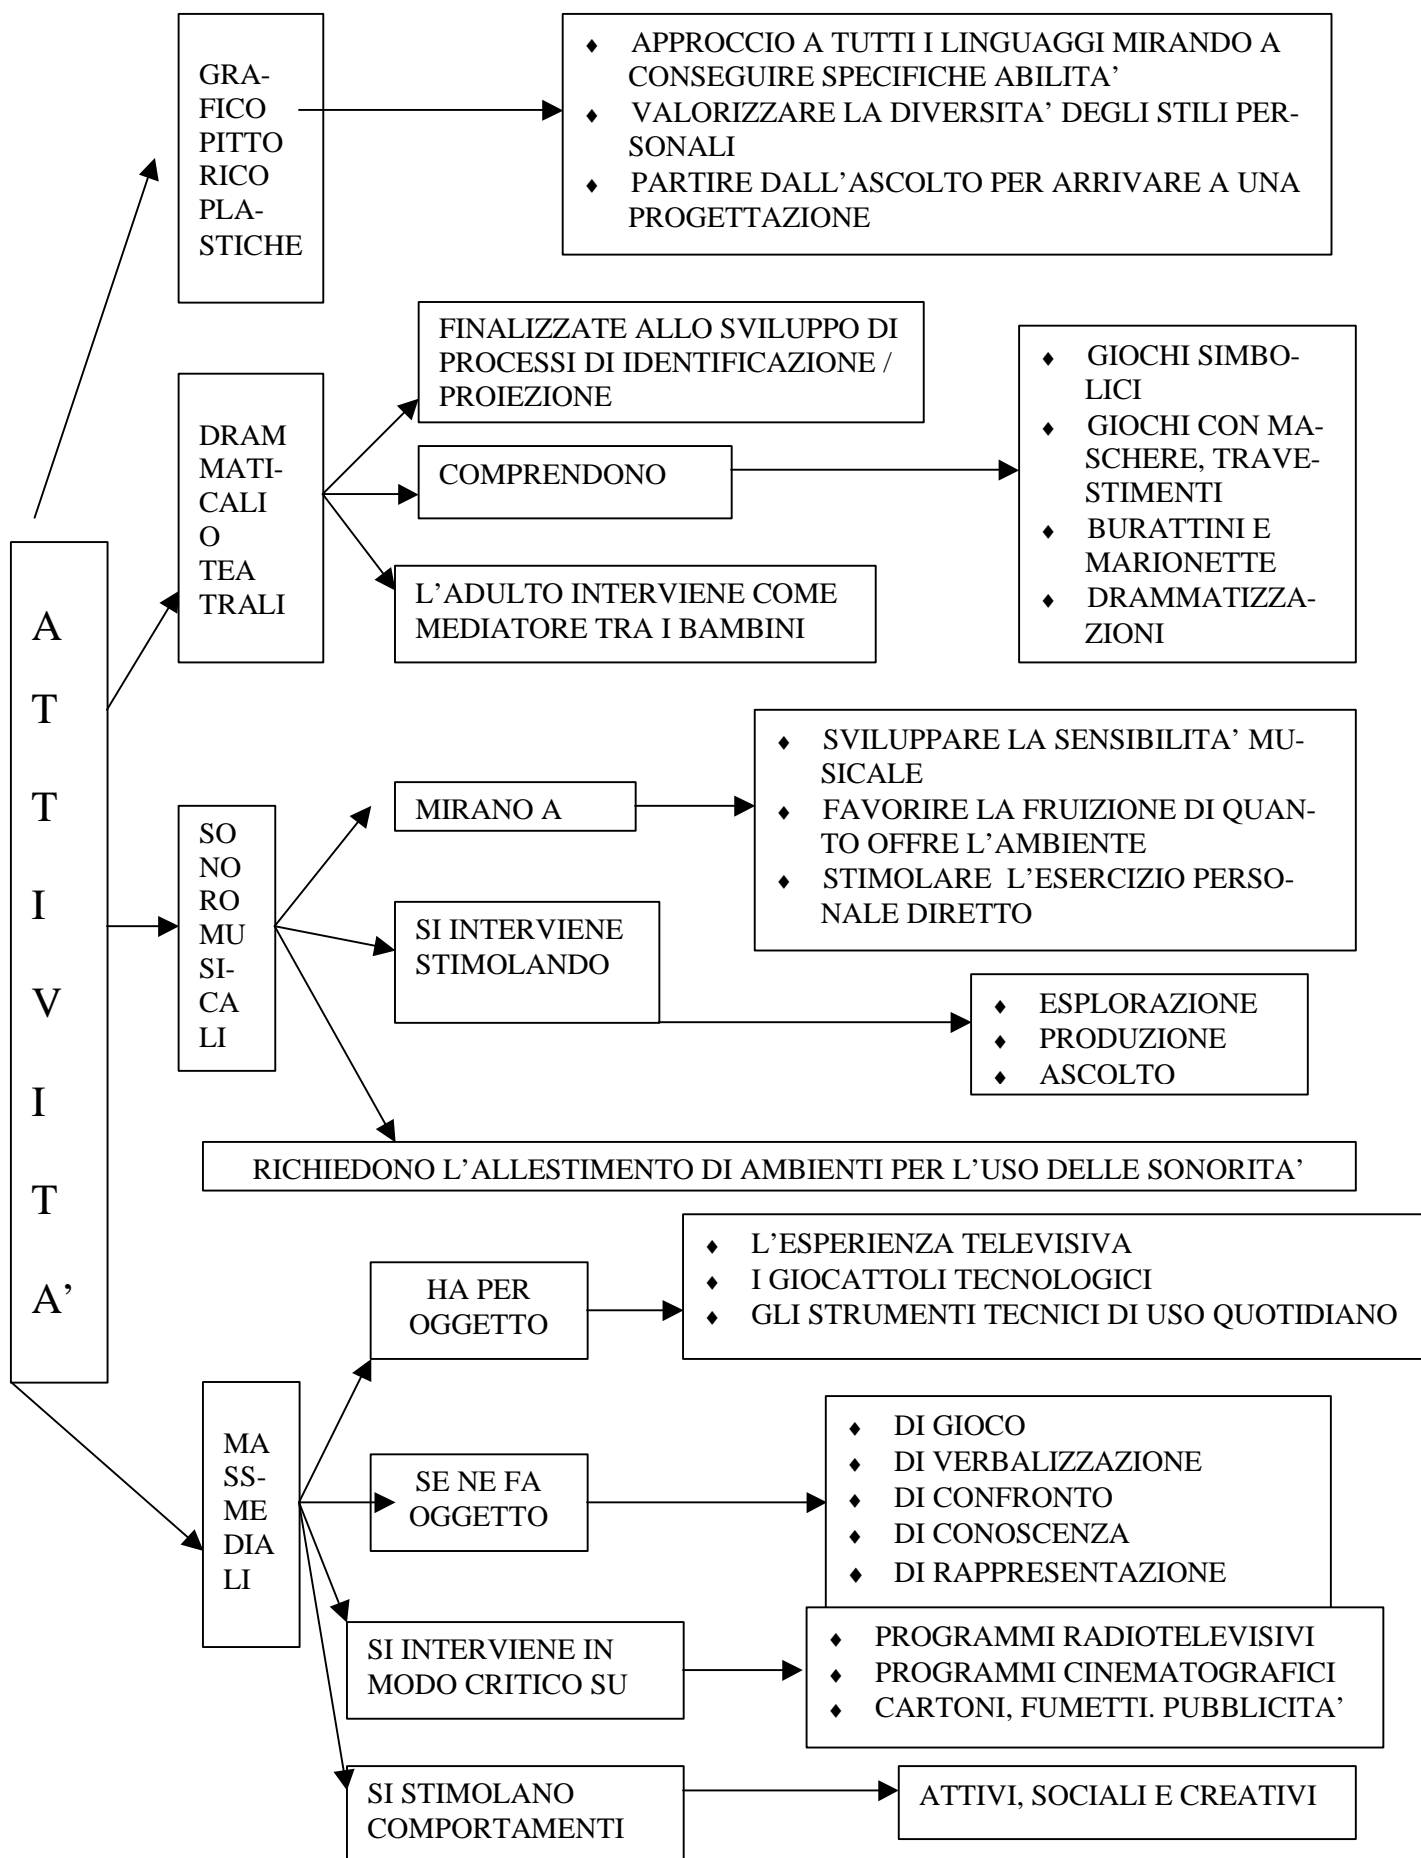 GRA-
FICO
PITTO
RICO
PLA-
STICHE
♦ APPROCCIO A TUTTI I LINGUAGGI MIRANDO A
CONSEGUIRE SPECIFICHE ABILITA’
♦ VALORIZZARE LA DIVERSITA’ DEGLI STILI PER-
SONALI
♦ PARTIRE DALL’ASCOLTO PER ARRIVARE A UNA
PROGETTAZIONE
A
T
T
I
V
I
T
A’
DRAM
MATI-
CALI
O
TEA
TRALI
FINALIZZATE ALLO SVILUPPO DI
PROCESSI DI IDENTIFICAZIONE /
PROIEZIONE
COMPRENDONO
♦ GIOCHI SIMBO-
LICI
♦ GIOCHI CON MA-
SCHERE, TRAVE-
STIMENTI
♦ BURATTINI E
MARIONETTE
♦ DRAMMATIZZA-
ZIONI
L’ADULTO INTERVIENE COME
MEDIATORE TRA I BAMBINI
SO
NO
RO
MU
SI-
CA
LI
MIRANO A
♦ SVILUPPARE LA SENSIBILITA’ MU-
SICALE
♦ FAVORIRE LA FRUIZIONE DI QUAN-
TO OFFRE L’AMBIENTE
♦ STIMOLARE  L’ESERCIZIO PERSO-
NALE DIRETTO
SI INTERVIENE
STIMOLANDO
♦ ESPLORAZIONE
♦ PRODUZIONE
♦ ASCOLTO
RICHIEDONO L’ALLESTIMENTO DI AMBIENTI PER L’USO DELLE SONORITA’
MA
SS-
ME
DIA
LI
HA PER
OGGETTO
♦ L’ESPERIENZA TELEVISIVA
♦ I GIOCATTOLI TECNOLOGICI
♦ GLI STRUMENTI TECNICI DI USO QUOTIDIANO
SE NE FA
OGGETTO
♦ DI GIOCO
♦ DI VERBALIZZAZIONE
♦ DI CONFRONTO
♦ DI CONOSCENZA
♦ DI RAPPRESENTAZIONE
SI INTERVIENE IN
MODO CRITICO SU
♦ PROGRAMMI RADIOTELEVISIVI
♦ PROGRAMMI CINEMATOGRAFICI
♦ CARTONI, FUMETTI. PUBBLICITA’
SI STIMOLANO
COMPORTAMENTI
ATTIVI, SOCIALI E CREATIVI